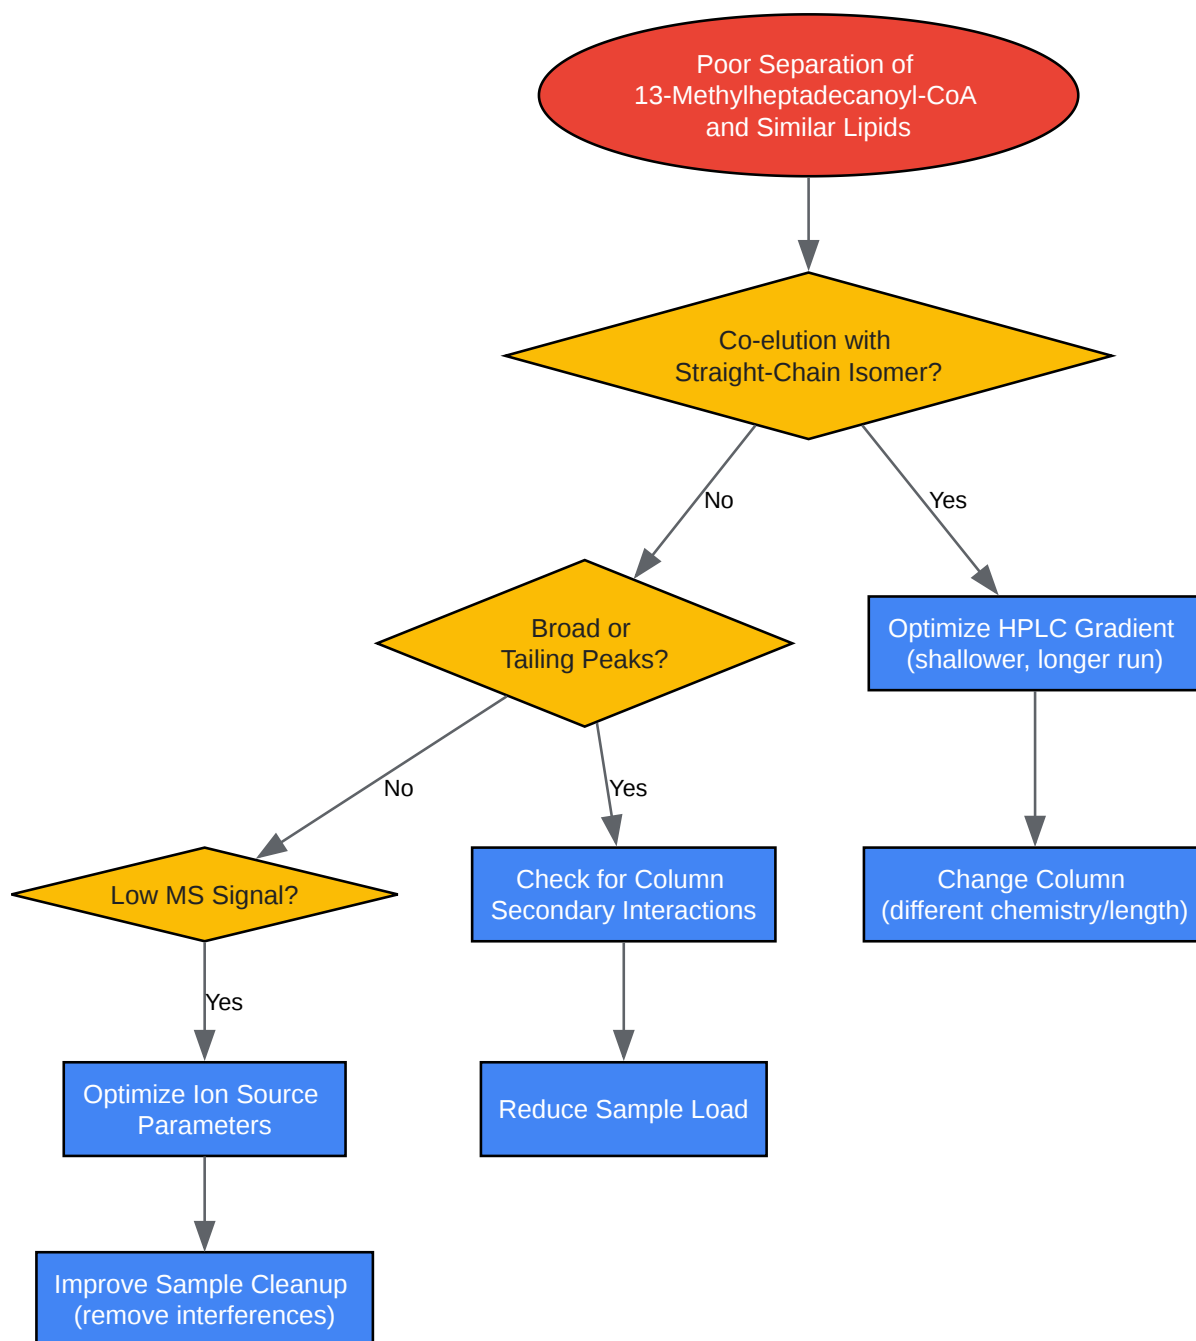 Poor Separation of
13-Methylheptadecanoyl-CoA
and Similar Lipids
Co-elution with
Straight-Chain Isomer?
No
Yes
Broad or
Tailing Peaks?
Optimize HPLC Gradient
(shallower, longer run)
No
Yes
Low MS Signal?
Check for Column
Secondary Interactions
Change Column
(different chemistry/length)
Yes
Optimize Ion Source
Parameters
Reduce Sample Load
Improve Sample Cleanup
(remove interferences)